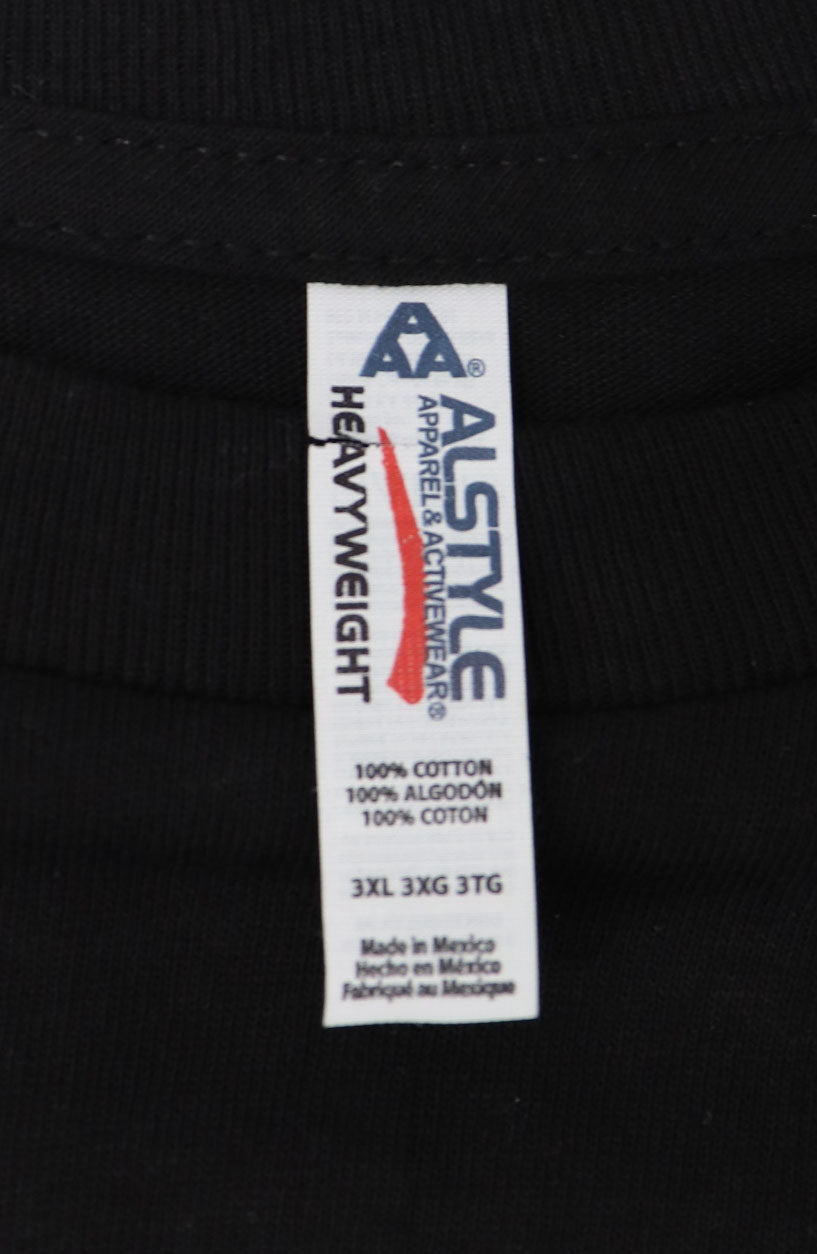 AAA®
ALSTYLE
APPAREL & ACTIVEWEAR®
HEAVYWEIGHT
100% COTTON
100% ALGODÓN
100% COTON
3XL 3XG 3TG
Made in Mexico
Hecho en México
Fabriqué au Mexique